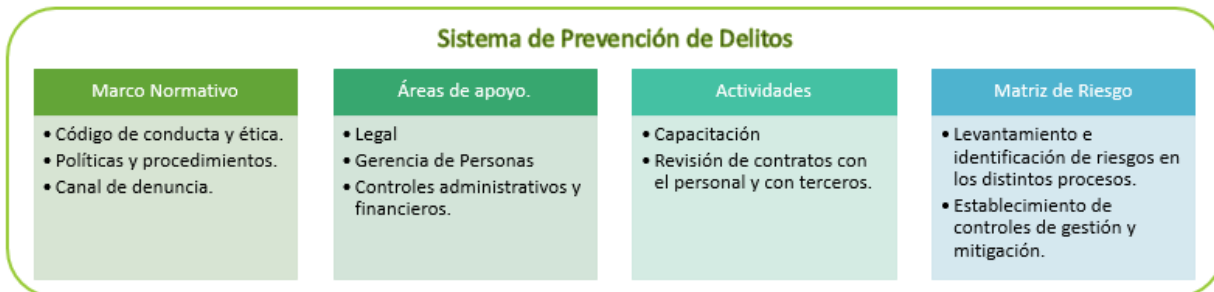 Sistema de Prevención de Delitos
Marco Normativo
• Código de conducta y ética.
• Políticas y procedimientos.
• Canal de denuncia.
Áreas de apoyo.
• Legal
• Gerencia de Personas
• Controles administrativos y
financieros.
Actividades
• Capacitación
• Revisión de contratos con
el personal y con terceros.
Matriz de Riesgo
• Levantamiento e
identificación de riesgos en
los distintos procesos.
• Establecimiento de
controles de gestión y
mitigación.